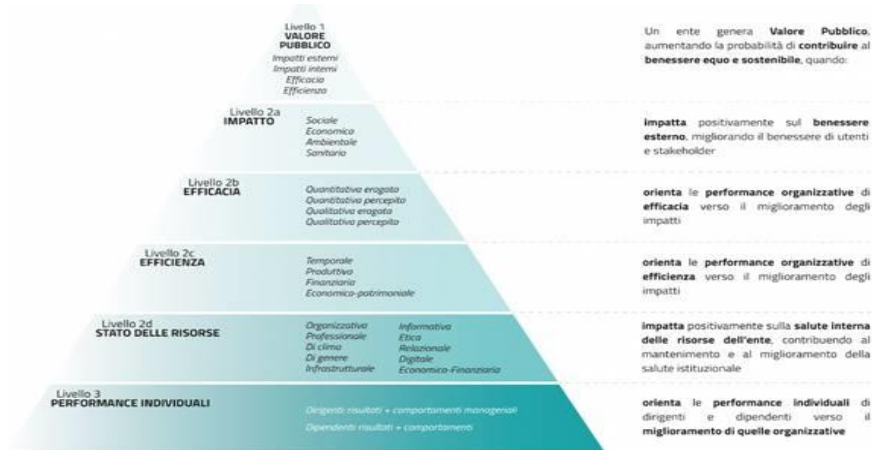 Livello 1
VALORE
PUBBLICO
Impatti esterni
Impatti interni
Efficacia
Efficienza
Un ente genera Valore Pubblico,
aumentando la probabilità di contribuire al
benessere equo e sostenibile, quando:
Livello 2a
IMPATTO
Sociale
Economico
Ambientale
Sanitario
impatta positivamente sul benessere
esterno, migliorando il benessere di utenti
e stakeholder
Livello 2b
EFFICACIA
Quantitativa erogata
Quantitativa percepita
Qualitativa erogata
Qualitativa percepita
orienta le performance organizzative di
efficacia verso il miglioramento degli
impatti
Livello 2c
EFFICIENZA
Temporale
Produttiva
Finanziaria
Economico-patrimoniale
orienta le performance organizzative di
efficienza verso il miglioramento degli
impatti
Livello 2d
STATO DELLE RISORSE
Organizzativa
Professionale
Di clima
Di genere
Infrastrutturale
Informativa
Etica
Relazionale
Digitale
Economico-Finanziaria
impatta positivamente sulla salute interna
delle risorse dell'ente, contribuendo al
mantenimento e al miglioramento della
salute istituzionale
Livello 3
PERFORMANCE INDIVIDUALI
Dirigenti: risultati + comportamenti manageriali
Dipendenti: risultati + comportamenti
orienta le performance individuali di
dirigenti e dipendenti verso il
miglioramento di quelle organizzative